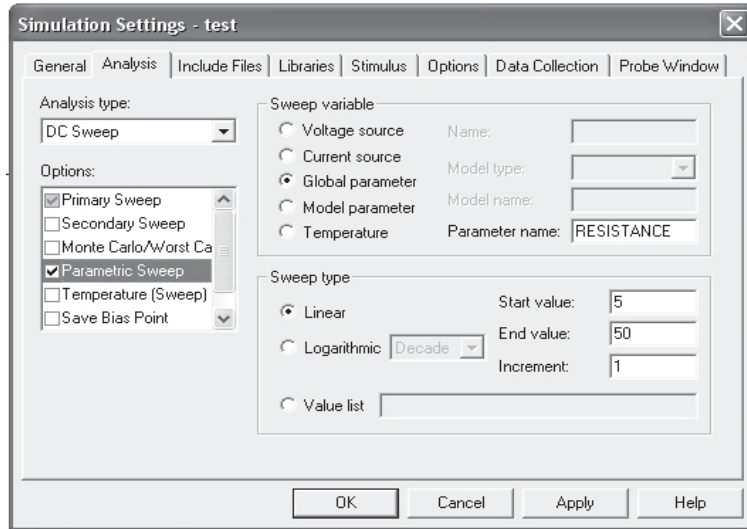 Simulation Settings - test
General Analysis Include Files Libraries Stimulus Options Data Collection Probe Window
Analysis type:
DC Sweep
Options:
Primary Sweep
Secondary Sweep
Monte Carlo/Worst Ca
Parametric Sweep
Temperature (Sweep)
Save Bias Point
Sweep variable
Voltage source
Current source
Global parameter
Model parameter
Temperature
Name:
Model type:
Model name:
Parameter name: RESISTANCE
Sweep type
Linear
Logarithmic Decade
Value list
Start value: 5
End value: 50
Increment: 1
OK Cancel Apply Help